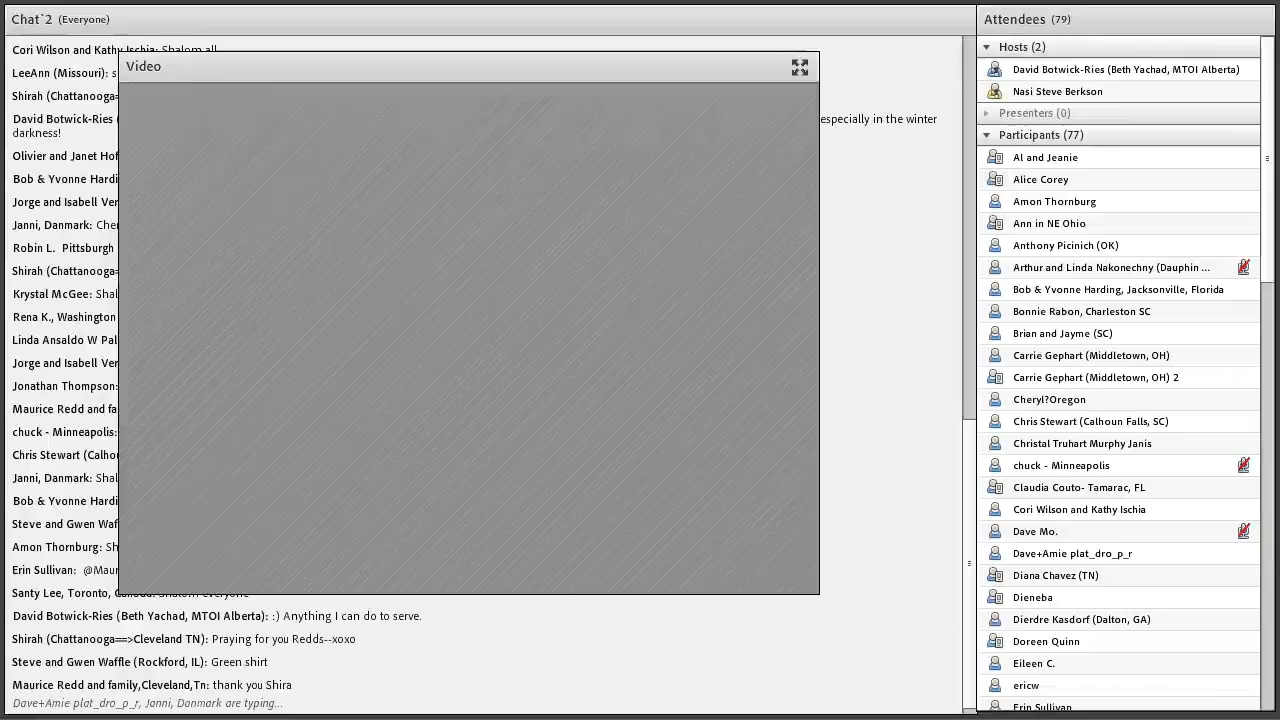 Chat`2 (Everyone)
Cori Wilson and Kathy Ischia: Shalom all
LeeAnn (Missouri): s
Shirah (Chattanooga=
David Botwick-Ries ( especially in the winter
darkness!
Olivier and Janet Hof
Bob & Yvonne Hardi
Jorge and Isabell Ver
Janni, Danmark: Cher
Robin L. Pittsburgh
Shirah (Chattanooga=
Krystal McGee: Shal
Rena K., Washington
Linda Ansaldo W Pal
Jorge and Isabell Ver
Jonathan Thompson:
Maurice Redd and fa
chuck - Minneapolis:
Chris Stewart (Calho
Janni, Danmark: Shal
Bob & Yvonne Hardi
Steve and Gwen Waf
Amon Thornburg: Sh
Erin Sullivan: @Maur
Santy Lee, Toronto, Canada: Shalom everyone
David Botwick-Ries (Beth Yachad, MTOI Alberta): :) Anything I can do to serve.
Shirah (Chattanooga==>Cleveland TN): Praying for you Redds--xoxo
Steve and Gwen Waffle (Rockford, IL): Green shirt
Maurice Redd and family,Cleveland,Tn: thank you Shira
Dave+Amie plat_dro_p_r, Janni, Danmark are typing...
Video
Attendees (79)
Hosts (2)
David Botwick-Ries (Beth Yachad, MTOI Alberta)
Nasi Steve Berkson
Presenters (0)
Participants (77)
Al and Jeanie
Alice Corey
Amon Thornburg
Ann in NE Ohio
Anthony Picinich (OK)
Arthur and Linda Nakonechny (Dauphin ...
Bob & Yvonne Harding, Jacksonville, Florida
Bonnie Rabon, Charleston SC
Brian and Jayme (SC)
Carrie Gephart (Middletown, OH)
Carrie Gephart (Middletown, OH) 2
Cheryl?Oregon
Chris Stewart (Calhoun Falls, SC)
Christal Truhart Murphy Janis
chuck - Minneapolis
Claudia Couto- Tamarac, FL
Cori Wilson and Kathy Ischia
Dave Mo.
Dave+Amie plat_dro_p_r
Diana Chavez (TN)
Dieneba
Dierdre Kasdorf (Dalton, GA)
Doreen Quinn
Eileen C.
ericw
Erin Sullivan